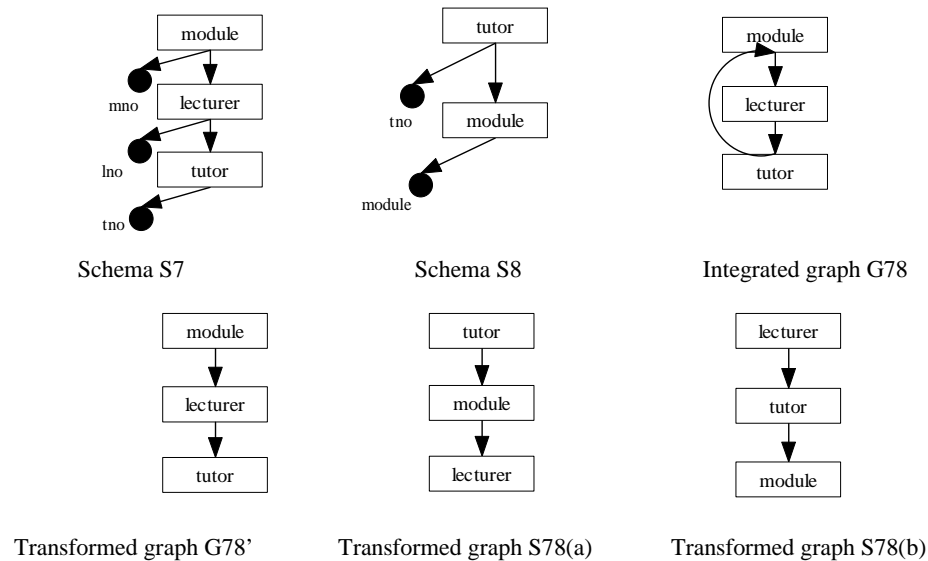 module
mno
lecturer
lno
tutor
tno
Schema S7
tutor
tno
module
module
Schema S8
module
lecturer
tutor
Integrated graph G78
module
lecturer
tutor
Transformed graph G78’
tutor
module
lecturer
Transformed graph S78(a)
lecturer
tutor
module
Transformed graph S78(b)